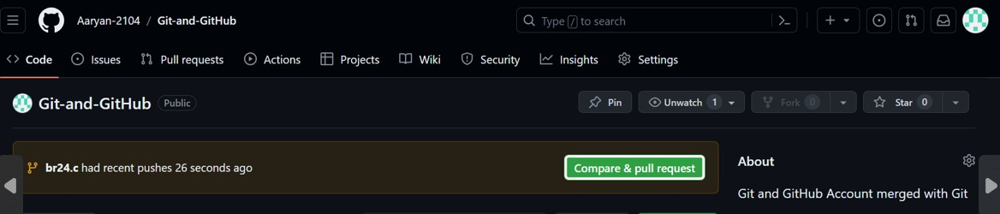 Aaryan-2104 / Git-and-GitHub
Type / to search
Code Issues Pull requests Actions Projects Wiki Security Insights Settings
Git-and-GitHub Public Pin Unwatch 1 Fork 0 Star 0
br24.c had recent pushes 26 seconds ago Compare & pull request
About
Git and GitHub Account merged with Git